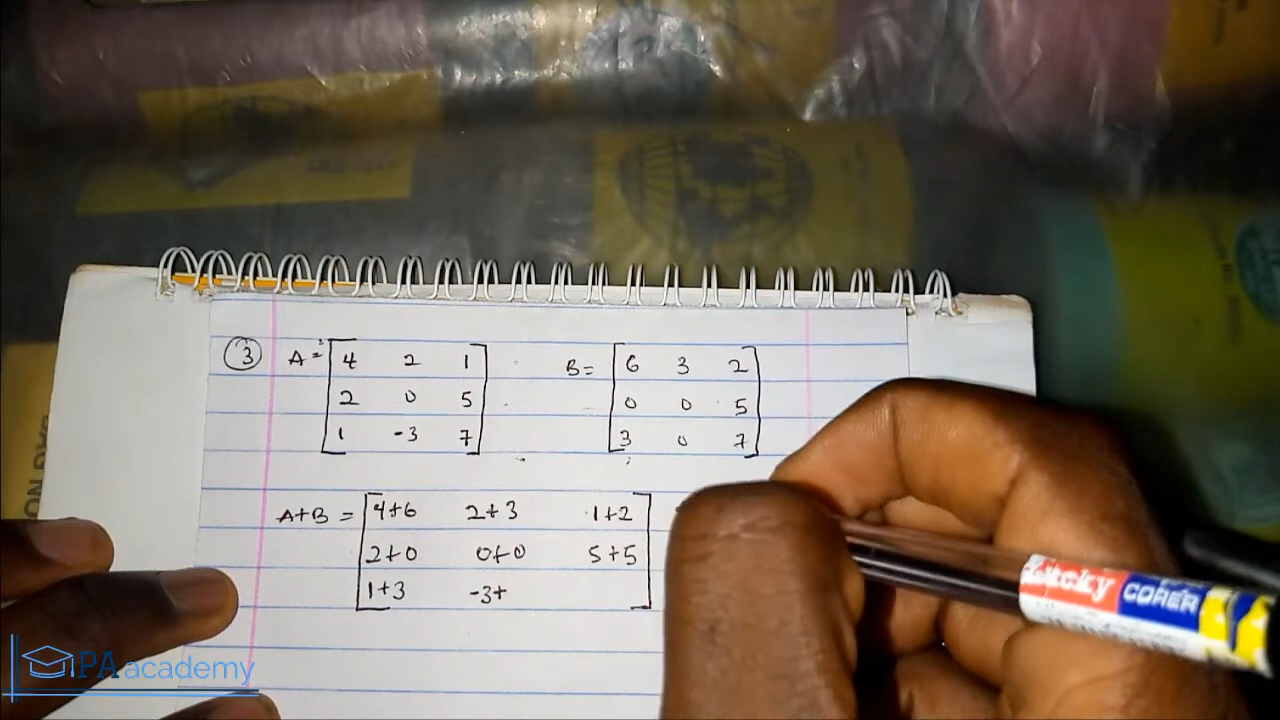 3 A = 4 2 1 B = 6 3 2
2 0 5 0 0 5
1 -3 7 3 0 7
A+B = 4+6 2+3 1+2
2+0 0+0 5+5
1+3 -3+
CORER
PA academy